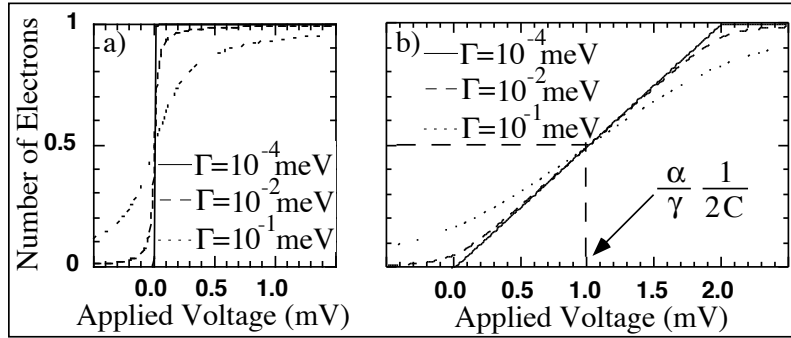 a)
Number of Electrons
1
0.5
0
Γ=10⁻⁴meV
Γ=10⁻²meV
Γ=10⁻¹meV
0.0 0.5 1.0
Applied Voltage (mV)
b)
Γ=10⁻⁴meV
Γ=10⁻²meV
Γ=10⁻¹meV
α/γ 1/2C
0.0 0.5 1.0 1.5 2.0
Applied Voltage (mV)